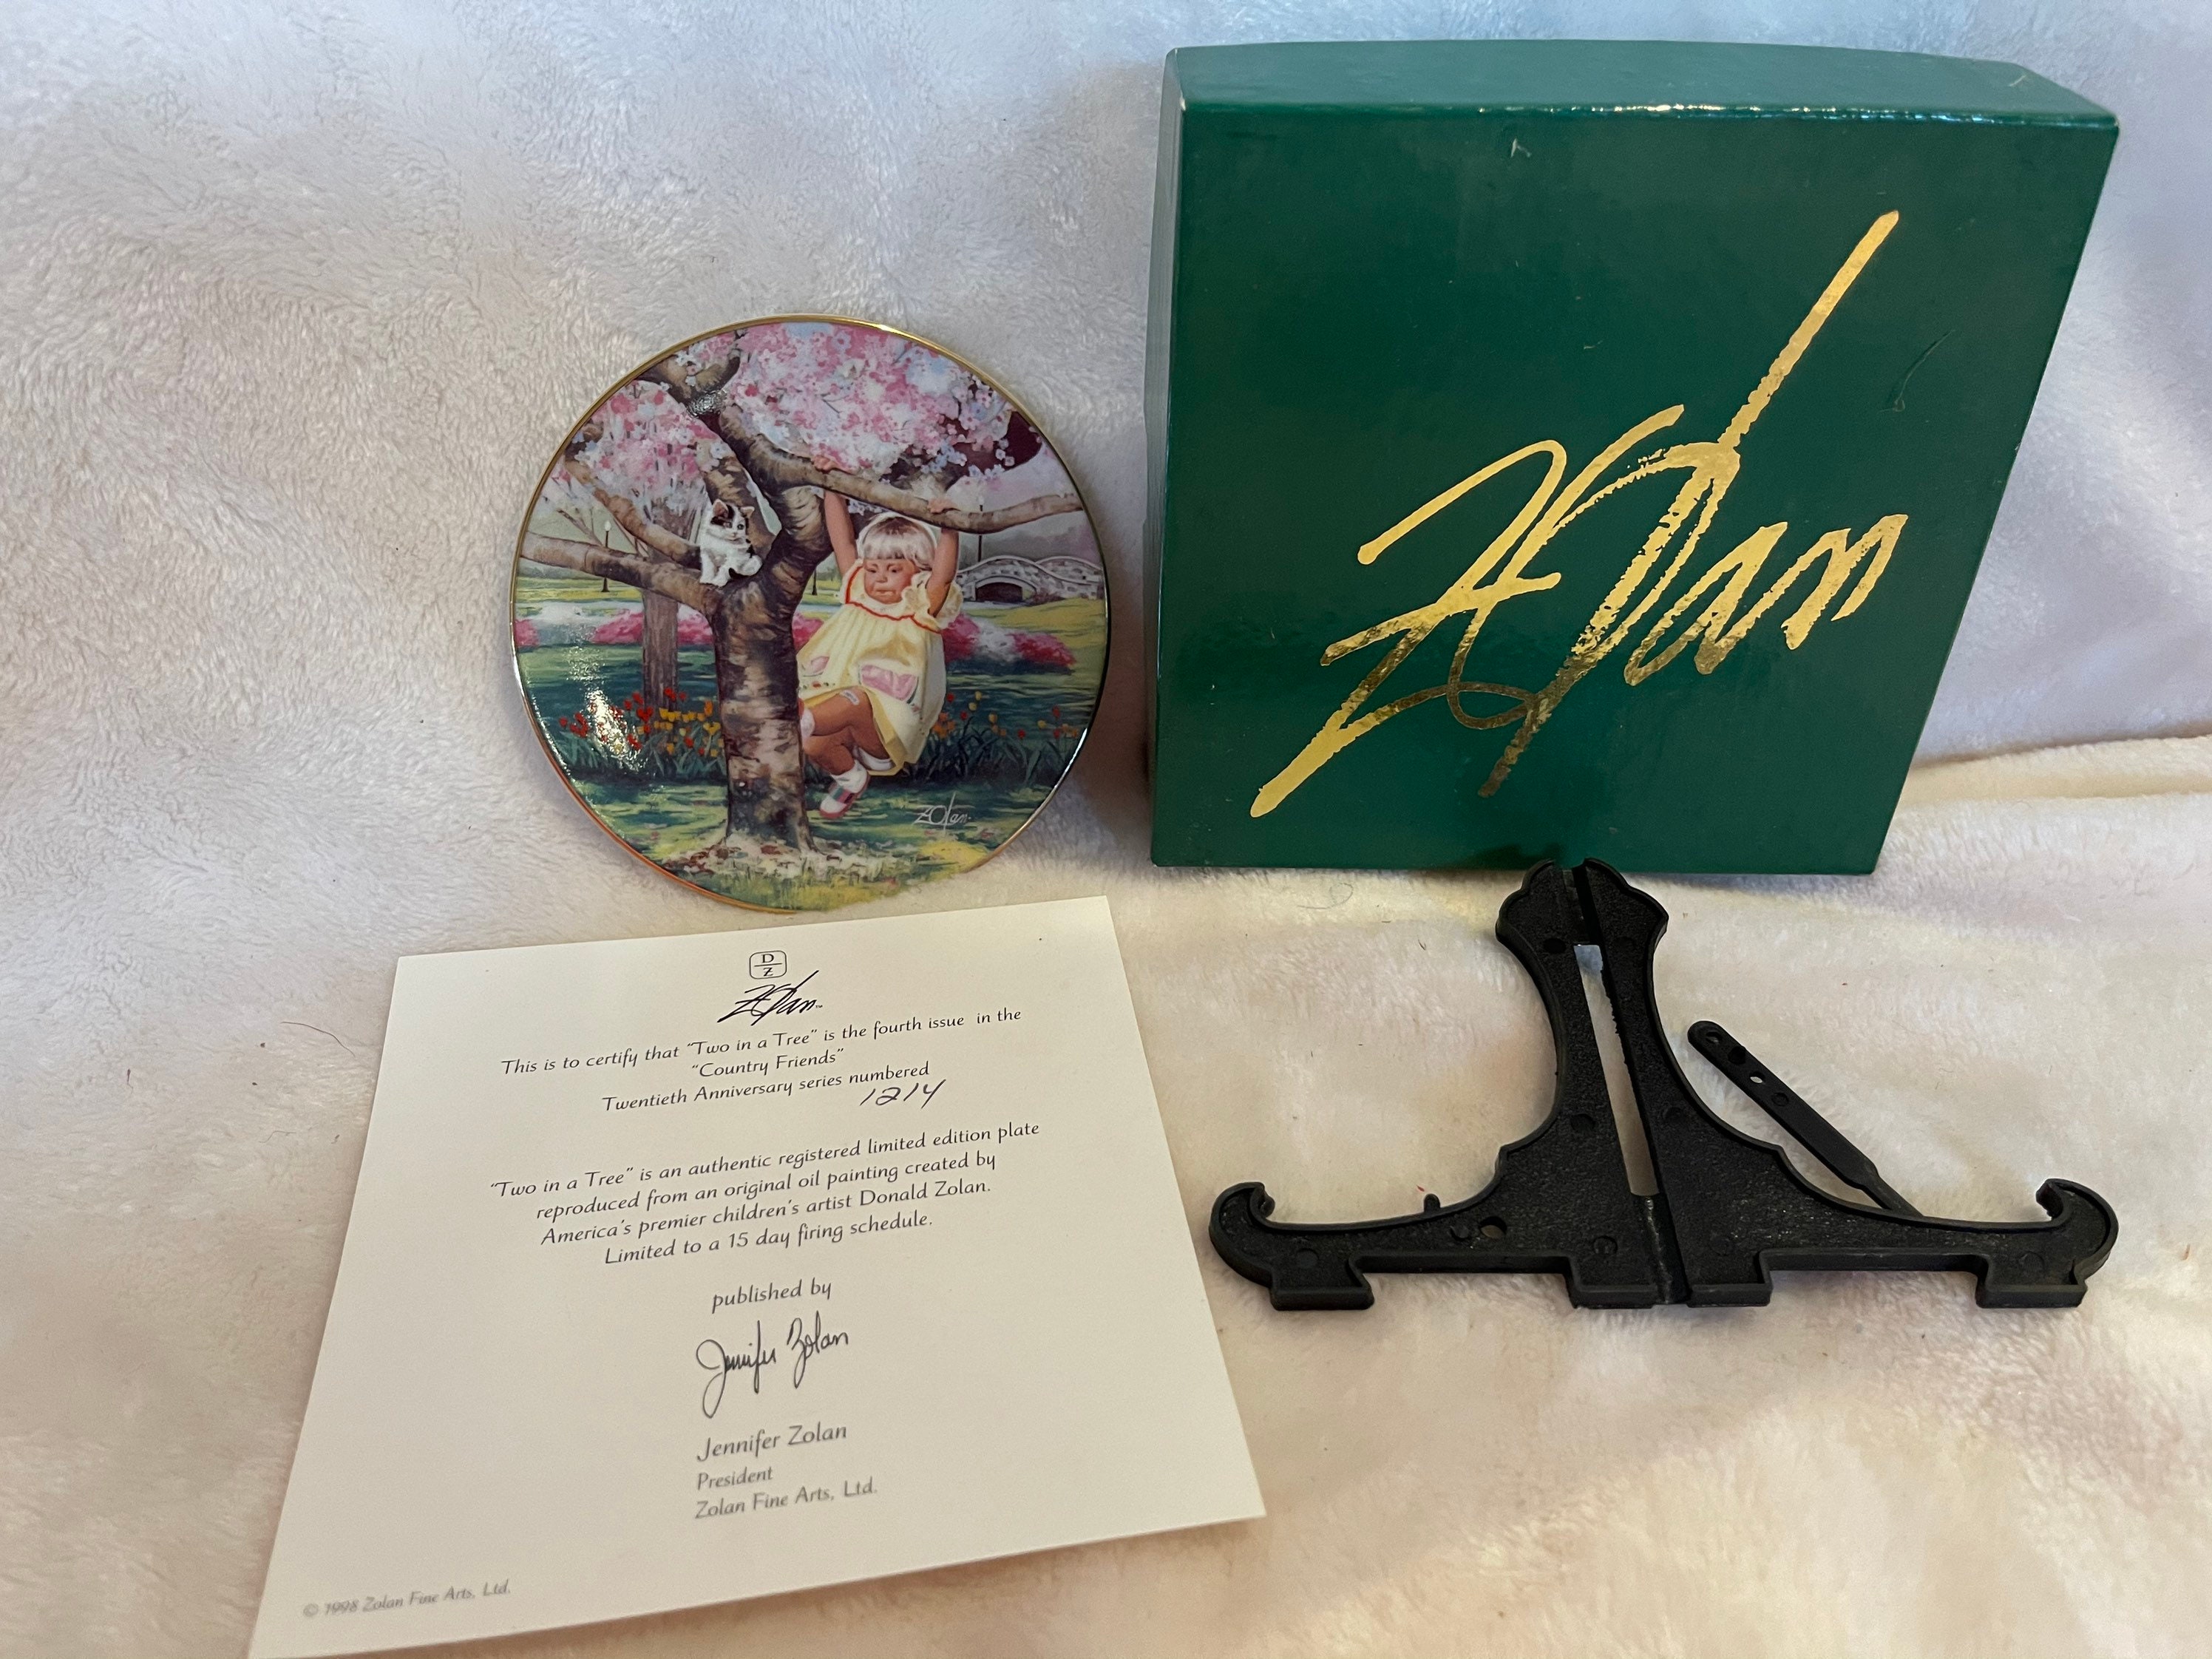 Zolan
Zolan
D
Z
Zolan™
This is to certify that "Two in a Tree" is the fourth issue in the
"Country Friends"
Twentieth Anniversary series numbered
1214
"Two in a Tree" is an authentic registered limited edition plate
reproduced from an original oil painting created by
America's premier children's artist Donald Zolan.
Limited to a 15 day firing schedule.
published by
Jennifer Zolan
Jennifer Zolan
President
Zolan Fine Arts, Ltd.
© 1998 Zolan Fine Arts, Ltd.